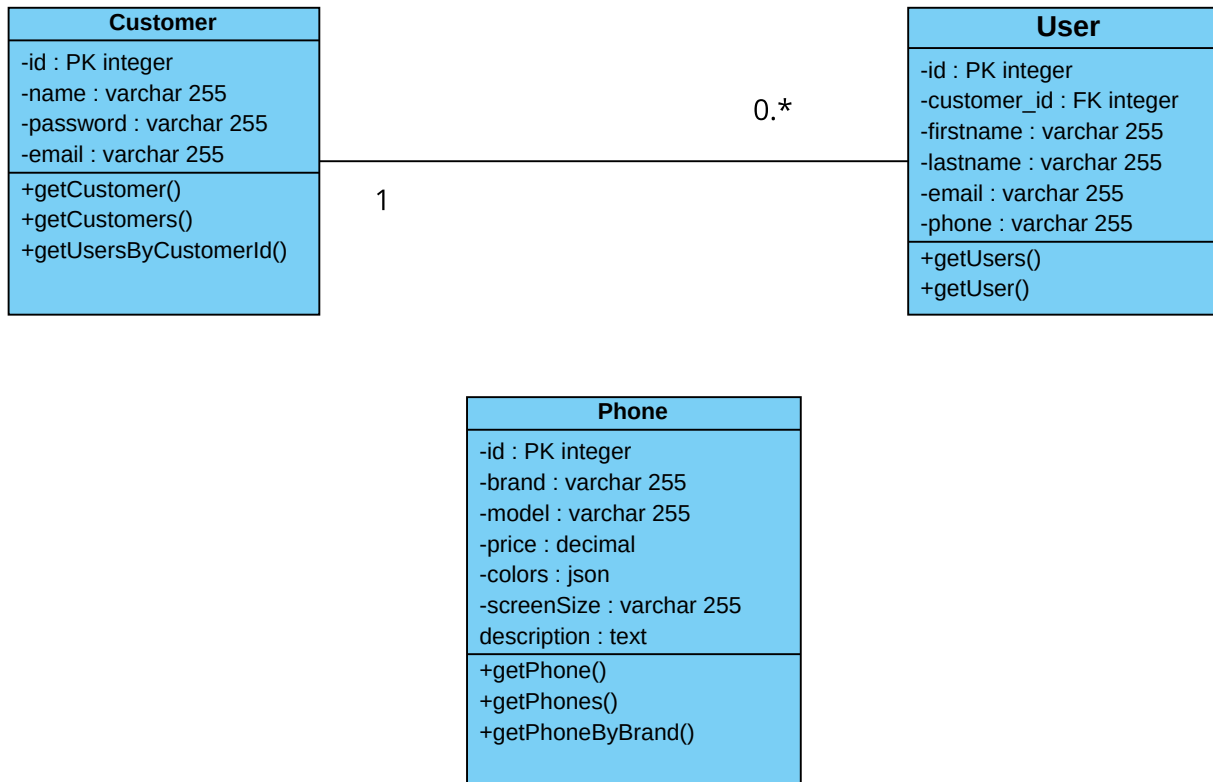 Customer
-id : PK integer
-name : varchar 255
-password : varchar 255
-email : varchar 255
+getCustomer()
+getCustomers()
+getUsersByCustomerId()
1
0.*
User
-id : PK integer
-customer_id : FK integer
-firstname : varchar 255
-lastname : varchar 255
-email : varchar 255
-phone : varchar 255
+getUsers()
+getUser()
Phone
-id : PK integer
-brand : varchar 255
-model : varchar 255
-price : decimal
-colors : json
-screenSize : varchar 255
description : text
+getPhone()
+getPhones()
+getPhoneByBrand()